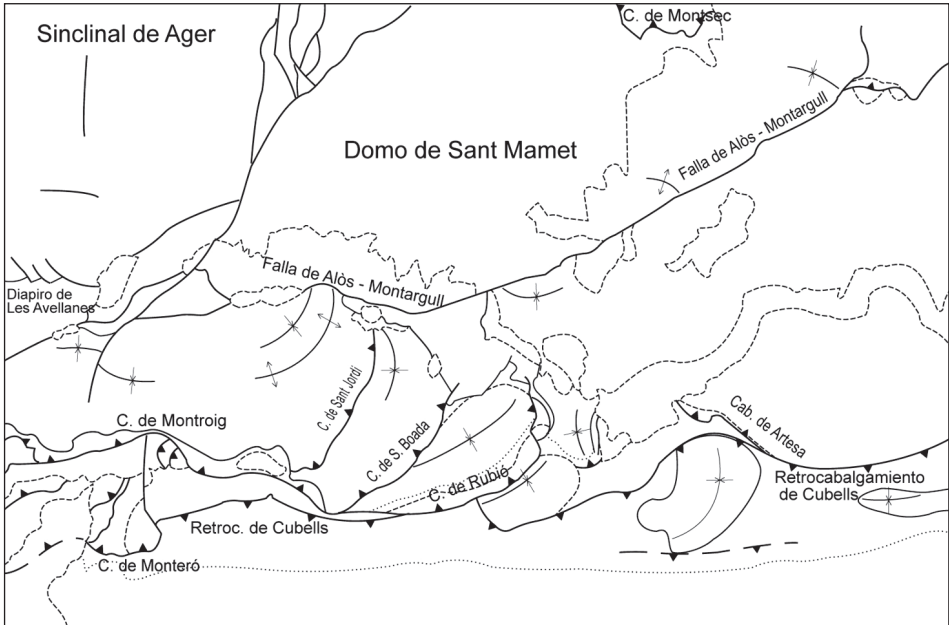 C. de Montsec
Sinclinal de Ager
Domo de Sant Mamet
Falla de Alòs - Montargull
Falla de Alòs - Montargull
Diapiro de
Les Avellanes
C. de Sant Jordi
C. de Montroig
C. de S. Boada
Cab. de Artesa
C. de Rubió
Retrocabalgamiento
de Cubells
Retroc. de Cubells
C. de Monteró